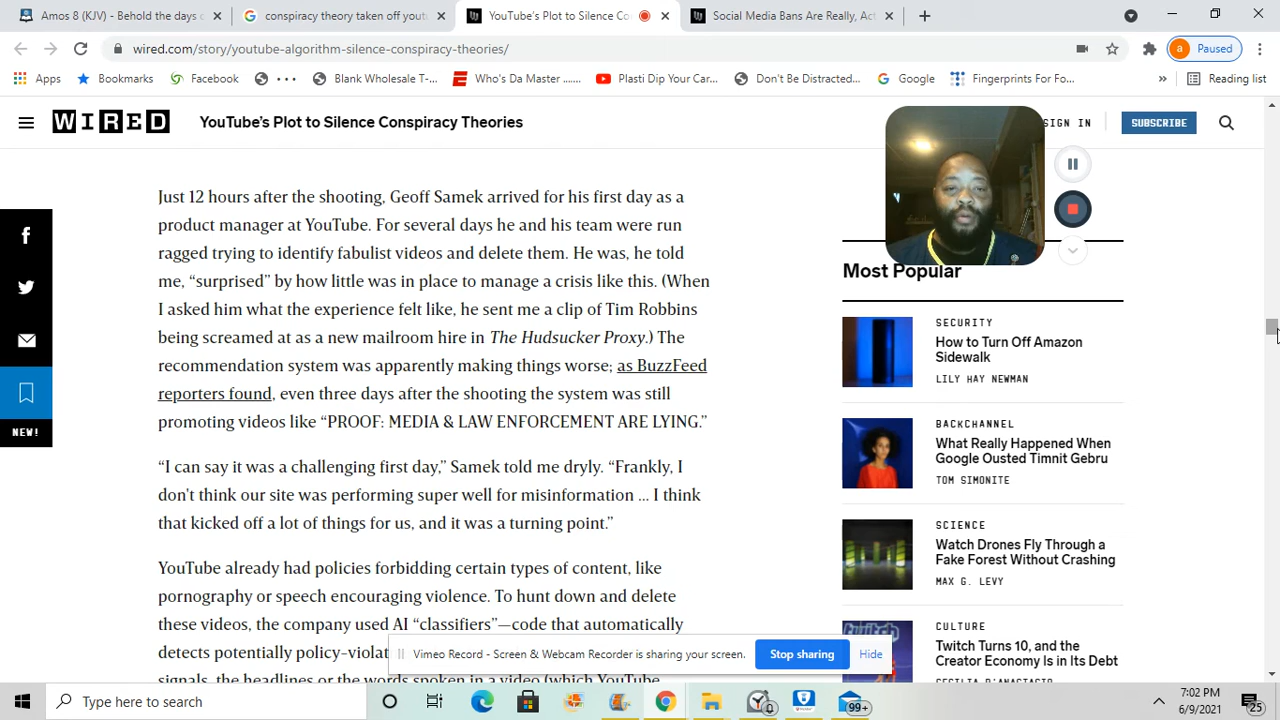 Amos 8 (KJV) - Behold the days
conspiracy theory taken off yout
YouTube's Plot to Silence Co
Social Media Bans Are Really, Act
wired.com/story/youtube-algorithm-silence-conspiracy-theories/
a Paused
Apps
Bookmarks
Facebook
Blank Wholesale T-...
Who's Da Master .......
Plasti Dip Your Car...
Don't Be Distracted...
Google
Fingerprints For Fo...
»
Reading list
WIRED
YouTube's Plot to Silence Conspiracy Theories
SIGN IN
SUBSCRIBE
Just 12 hours after the shooting, Geoff Samek arrived for his first day as a
product manager at YouTube. For several days he and his team were run
ragged trying to identify fabulist videos and delete them. He was, he told
me, “surprised” by how little was in place to manage a crisis like this. (When
I asked him what the experience felt like, he sent me a clip of Tim Robbins
being screamed at as a new mailroom hire in The Hudsucker Proxy.) The
recommendation system was apparently making things worse; as BuzzFeed
reporters found, even three days after the shooting the system was still
promoting videos like “PROOF: MEDIA & LAW ENFORCEMENT ARE LYING.”
“I can say it was a challenging first day,” Samek told me dryly. “Frankly, I
don't think our site was performing super well for misinformation ... I think
that kicked off a lot of things for us, and it was a turning point.”
YouTube already had policies forbidding certain types of content, like
pornography or speech encouraging violence. To hunt down and delete
these videos, the company used AI “classifiers”—code that automatically
detects potentially policy-violat
signals, the headlines or the words spoken in a video (which YouTube
NEW!
Most Popular
SECURITY
How to Turn Off Amazon
Sidewalk
LILY HAY NEWMAN
BACKCHANNEL
What Really Happened When
Google Ousted Timnit Gebru
TOM SIMONITE
SCIENCE
Watch Drones Fly Through a
Fake Forest Without Crashing
MAX G. LEVY
CULTURE
Twitch Turns 10, and the
Creator Economy Is in Its Debt
CECILIA D'ANASTASIO
Vimeo Record - Screen & Webcam Recorder is sharing your screen.
Stop sharing
Hide
Type here to search
0
99+
7:02 PM
6/9/2021
25